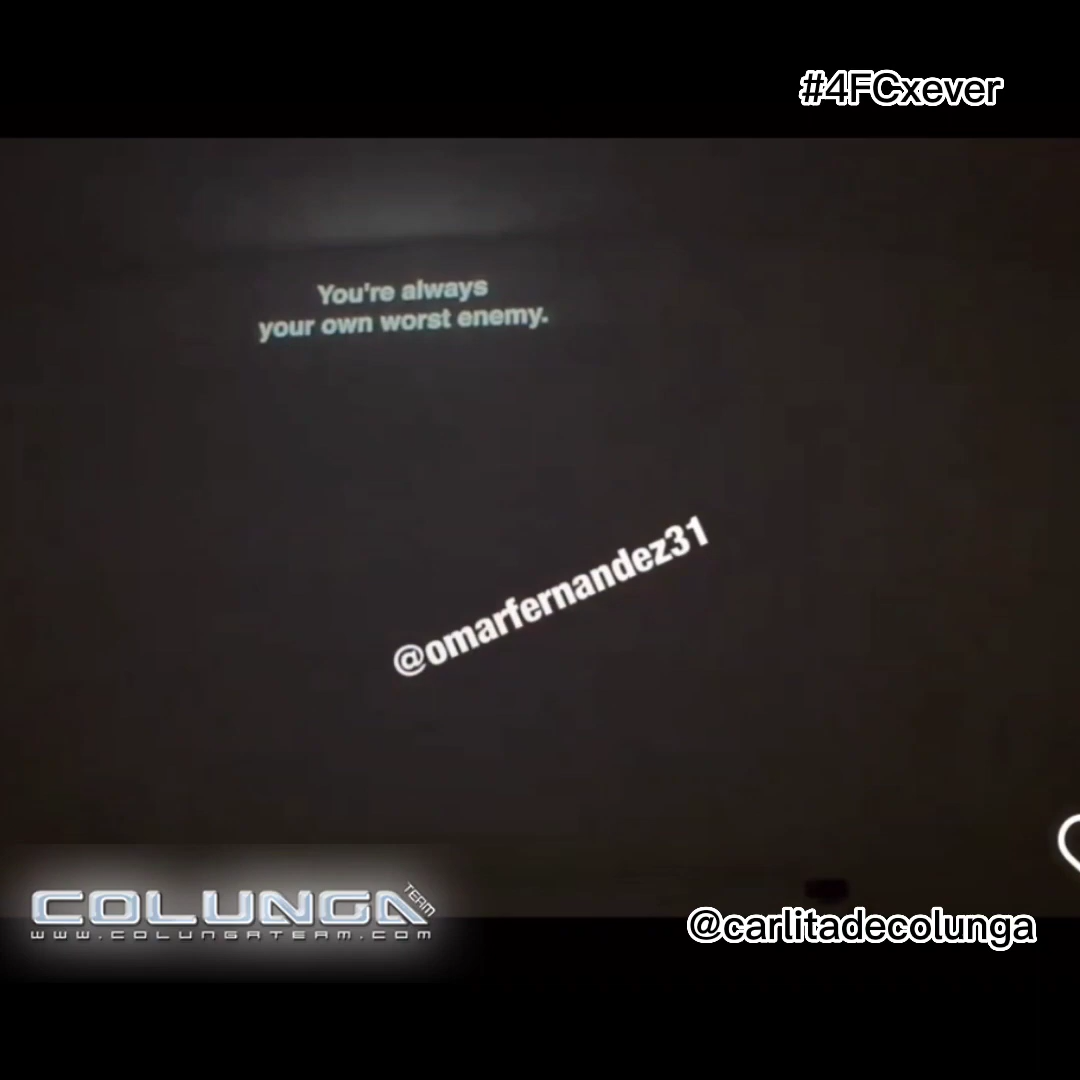 #4FCxever
You're always
your own worst enemy.
@omarfernandez31
COLUNGA TEAM
WWW.COLUNGATEAM.COM
@carlitadecolunga